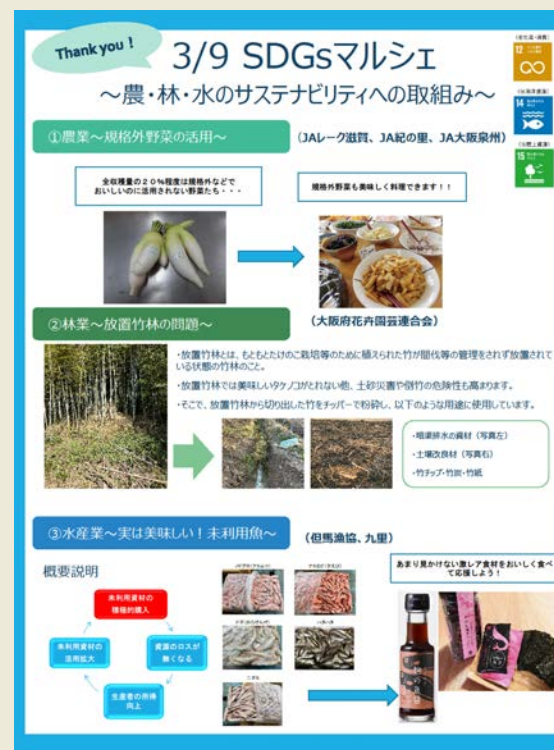 Thank you !
3/9 SDGsマルシェ
～農・林・水のサステナビリティへの取組み～
12
14
15
①農業～規格外野菜の活用～
（JAレーク滋賀、JA紀の里、JA大阪泉州）
全収穫量の２０％程度は規格外などで
おいしいのに活用されない野菜たち・・・
規格外野菜も美味しく料理できます！！
②林業～放置竹林の問題～
（大阪府花卉園芸連合会）
・放置竹林とは、もともとたけのこ栽培等のために植えられた竹が間伐等の管理をされず放置されて
いる状態の竹林のこと。
・放置竹林では美味しいタケノコがとれない他、土砂災害や倒竹の危険性も高まります。
・そこで、放置竹林から切り出した竹をチッパーで粉砕し、以下のような用途に使用しています。
・暗渠排水の資材（写真左）
・土壌改良材（写真右）
・竹チップ・竹炭・竹紙
③水産業～実は美味しい！未利用魚～
（但馬漁協、九里）
概要説明
未利用資材の
積極的購入
資源のロスが
無くなる
生産者の所得
向上
未利用資材の
活用拡大
あまり見かけない激レア食材をおいしく食べ
て応援しよう！